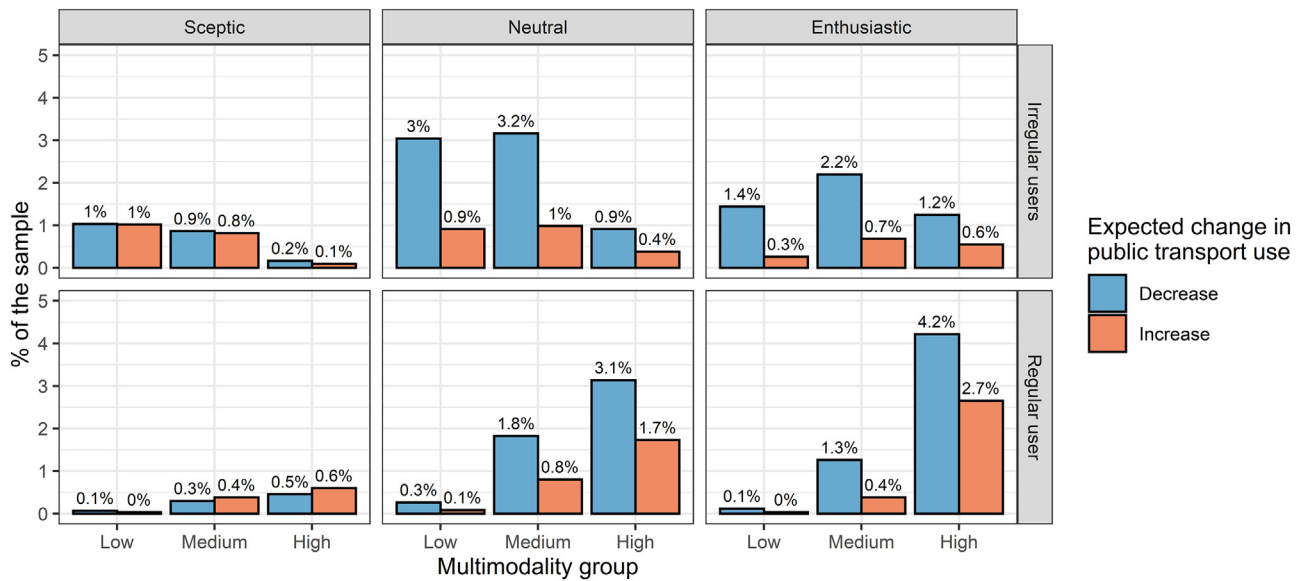 Sceptic
Neutral
Enthusiastic
% of the sample
5
4
3
2
1
0
1% 1% 0.9% 0.8% 0.2% 0.1%
3% 0.9% 3.2% 1% 0.9% 0.4%
1.4% 0.3% 2.2% 0.7% 1.2% 0.6%
Irregular users
5
4
3
2
1
0
0.1% 0% 0.3% 0.4% 0.5% 0.6%
0.3% 0.1% 1.8% 0.8% 3.1% 1.7%
0.1% 0% 1.3% 0.4% 4.2% 2.7%
Regular user
Low Medium High
Low Medium High
Low Medium High
Multimodality group
Expected change in
public transport use
Decrease
Increase